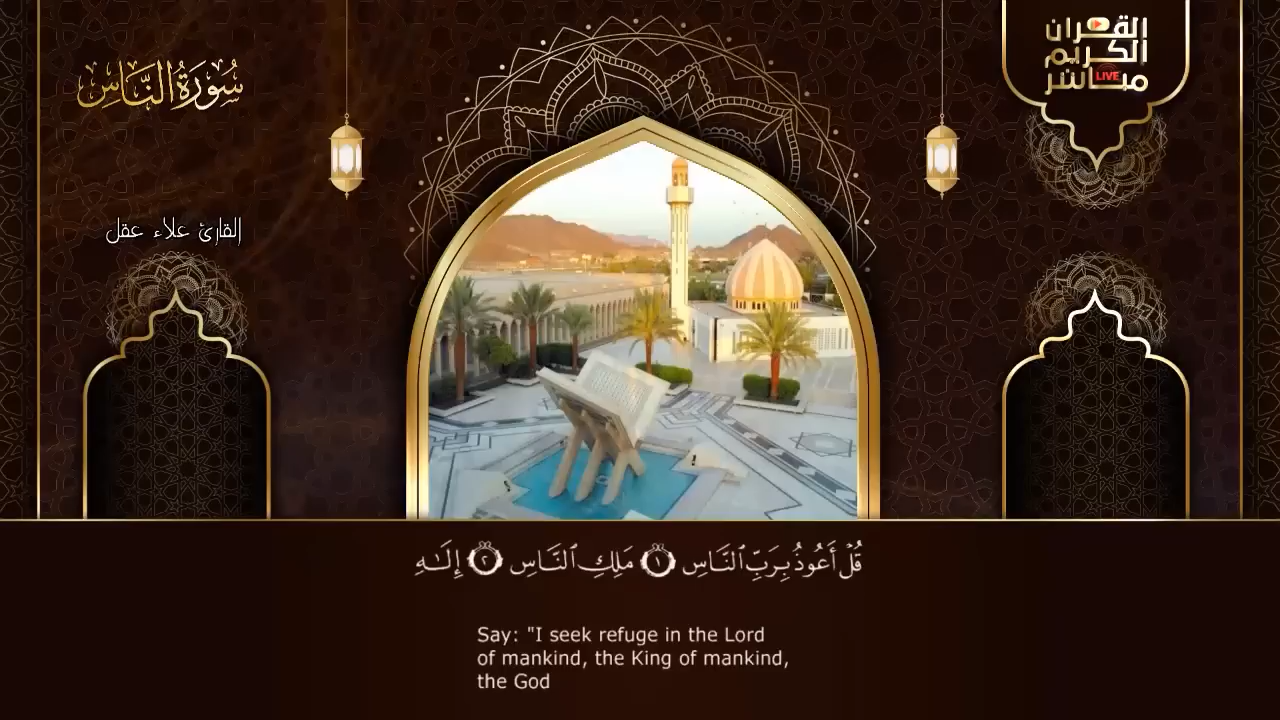 سُورَةُ النَّاسِ
القارئ علاء عقل
القرآن
الكريم
مباشر
LIVE
قُلْ أَعُوذُ بِرَبِّ ٱلنَّاسِ ١ مَلِكِ ٱلنَّاسِ ٢ إِلَٰهِ
Say: "I seek refuge in the Lord
of mankind, the King of mankind,
the God